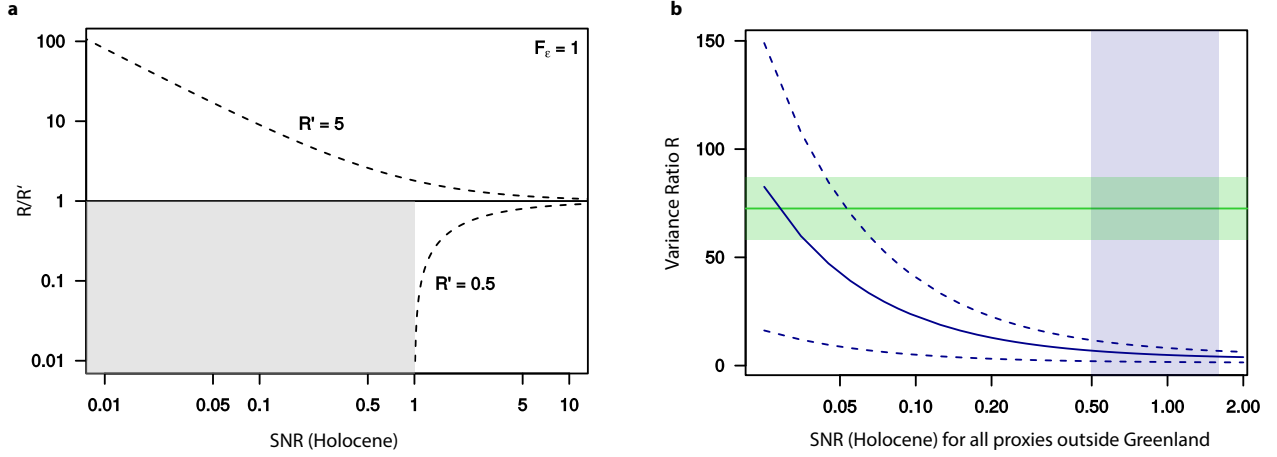 a
100
10
1
0.1
0.01
R/R'
Fε = 1
R' = 5
R' = 0.5
0.01 0.05 0.1 0.5 1 5 10
SNR (Holocene)
b
150
100
50
0
Variance Ratio R
0.05 0.10 0.20 0.50 1.00 2.00
SNR (Holocene) for all proxies outside Greenland